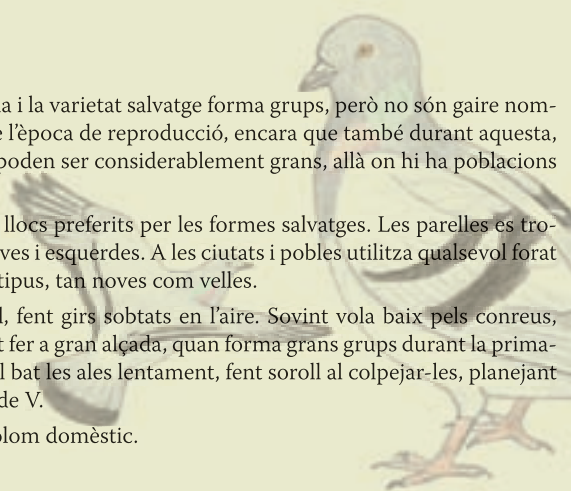 a i la varietat salvatge forma grups, però no són gaire nom-
e l’època de reproducció, encara que també durant aquesta,
poden ser considerablement grans, allà on hi ha poblacions
llocs preferits per les formes salvatges. Les parelles es tro-
ves i esquerdes. A les ciutats i pobles utilitza qualsevol forat
tipus, tan noves com velles.
l, fent girs sobtats en l’aire. Sovint vola baix pels conreus,
t fer a gran alçada, quan forma grans grups durant la prima-
l bat les ales lentament, fent soroll al colpejar-les, planejant
de V.
olom domèstic.